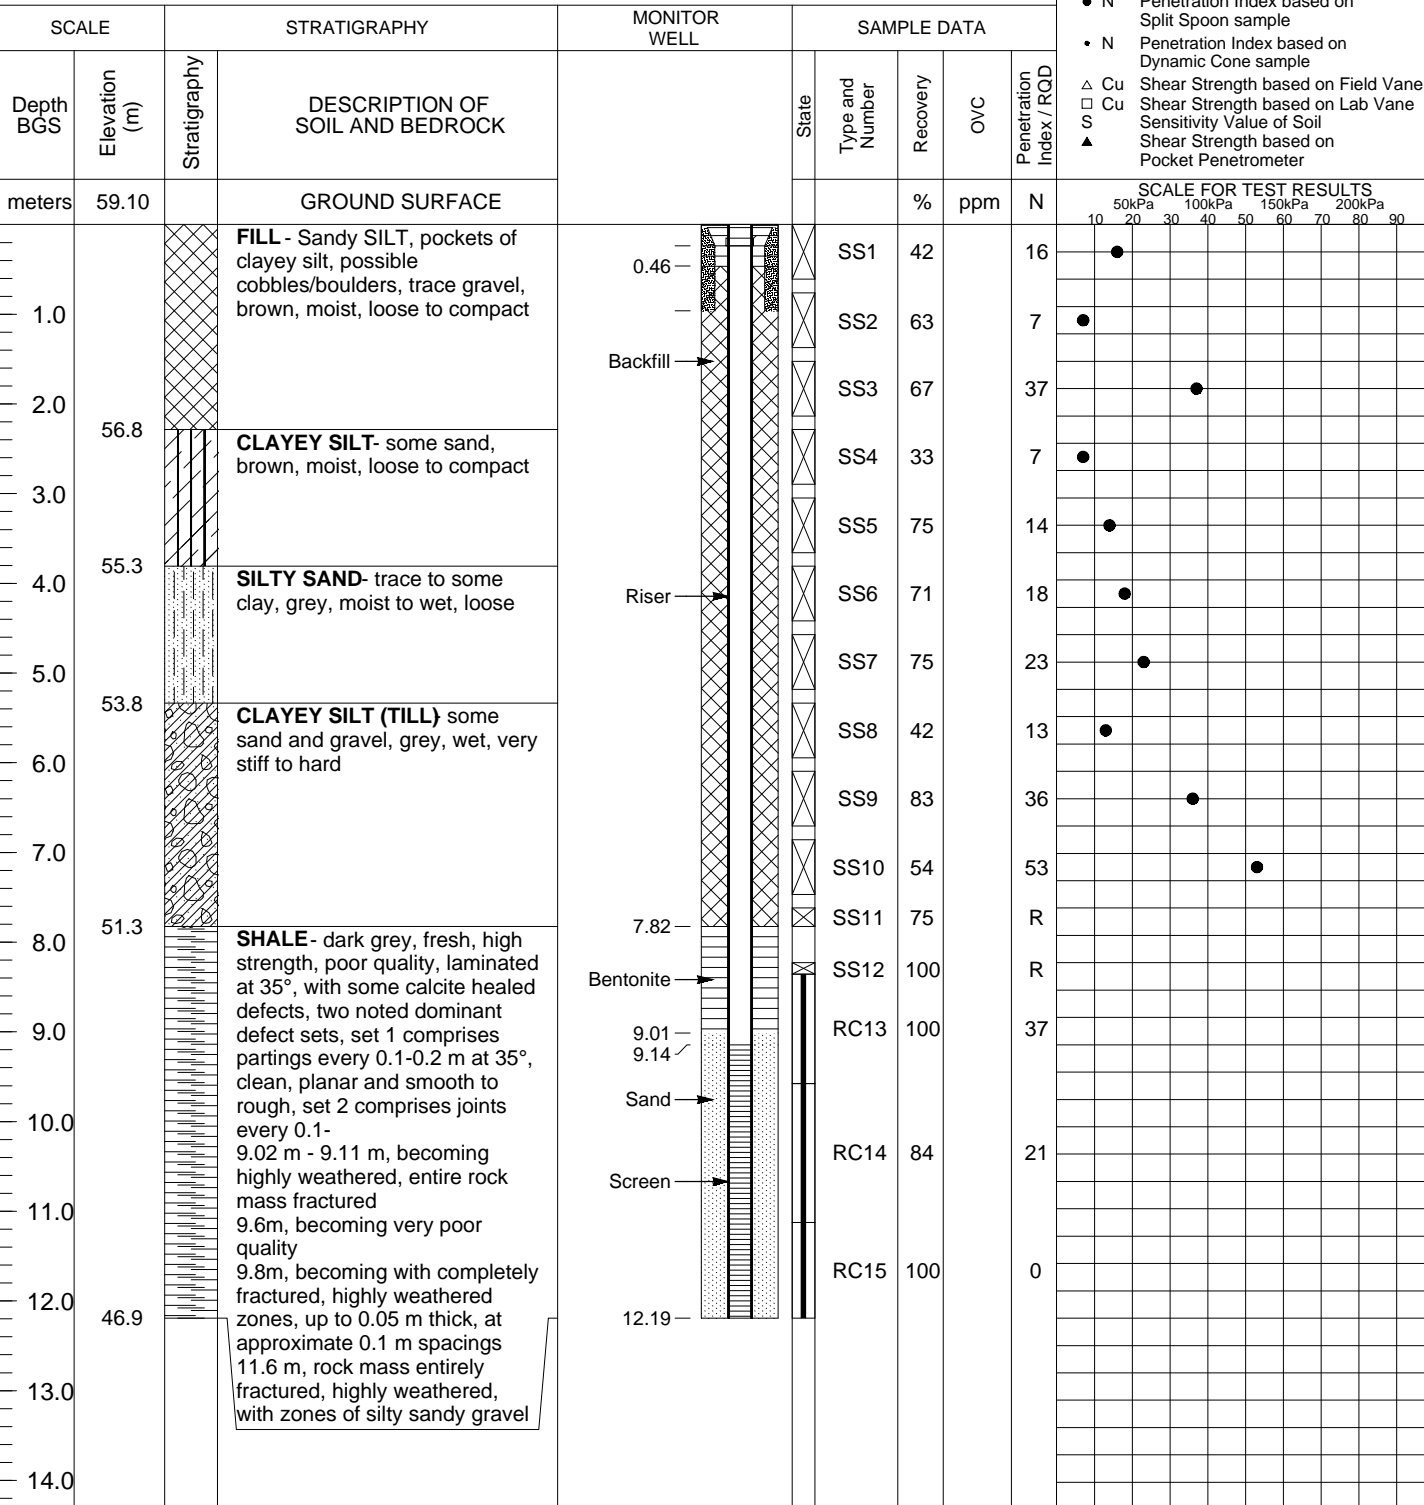 ● N Penetration Index based on
Split Spoon sample
• N Penetration Index based on
Dynamic Cone sample
△ Cu Shear Strength based on Field Vane
□ Cu Shear Strength based on Lab Vane
S Sensitivity Value of Soil
▲ Shear Strength based on
Pocket Penetrometer
SCALE
STRATIGRAPHY
MONITOR
WELL
SAMPLE DATA
Depth
BGS
Elevation
(m)
Stratigraphy
DESCRIPTION OF
SOIL AND BEDROCK
State
Type and
Number
Recovery
OVC
Penetration
Index / RQD
meters 59.10 GROUND SURFACE % ppm N
SCALE FOR TEST RESULTS
50kPa 100kPa 150kPa 200kPa
10 20 30 40 50 60 70 80 90
FILL - Sandy SILT, pockets of
clayey silt, possible
cobbles/boulders, trace gravel,
brown, moist, loose to compact
56.8
CLAYEY SILT- some sand,
brown, moist, loose to compact
55.3
SILTY SAND- trace to some
clay, grey, moist to wet, loose
53.8
CLAYEY SILT (TILL)- some
sand and gravel, grey, wet, very
stiff to hard
51.3
SHALE- dark grey, fresh, high
strength, poor quality, laminated
at 35°, with some calcite healed
defects, two noted dominant
defect sets, set 1 comprises
partings every 0.1-0.2 m at 35°,
clean, planar and smooth to
rough, set 2 comprises joints
every 0.1-
9.02 m - 9.11 m, becoming
highly weathered, entire rock
mass fractured
9.6m, becoming very poor
quality
9.8m, becoming with completely
fractured, highly weathered
zones, up to 0.05 m thick, at
approximate 0.1 m spacings
11.6 m, rock mass entirely
fractured, highly weathered,
with zones of silty sandy gravel
46.9
1.0
2.0
3.0
4.0
5.0
6.0
7.0
8.0
9.0
10.0
11.0
12.0
13.0
14.0
0.46
Backfill
Riser
7.82
Bentonite
9.01
9.14
Sand
Screen
12.19
SS1 42 16
SS2 63 7
SS3 67 37
SS4 33 7
SS5 75 14
SS6 71 18
SS7 75 23
SS8 42 13
SS9 83 36
SS10 54 53
SS11 75 R
SS12 100 R
RC13 100 37
RC14 84 21
RC15 100 0